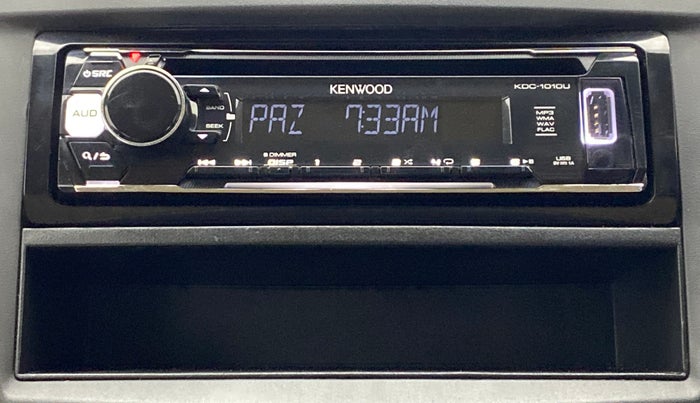 KENWOOD
KDC-1010U
SRC
AUD
BAND
SEEK
PAZ 7:33AM
MP3
WMA
WAV
FLAC
DIMMER
DISP
1
2
USB